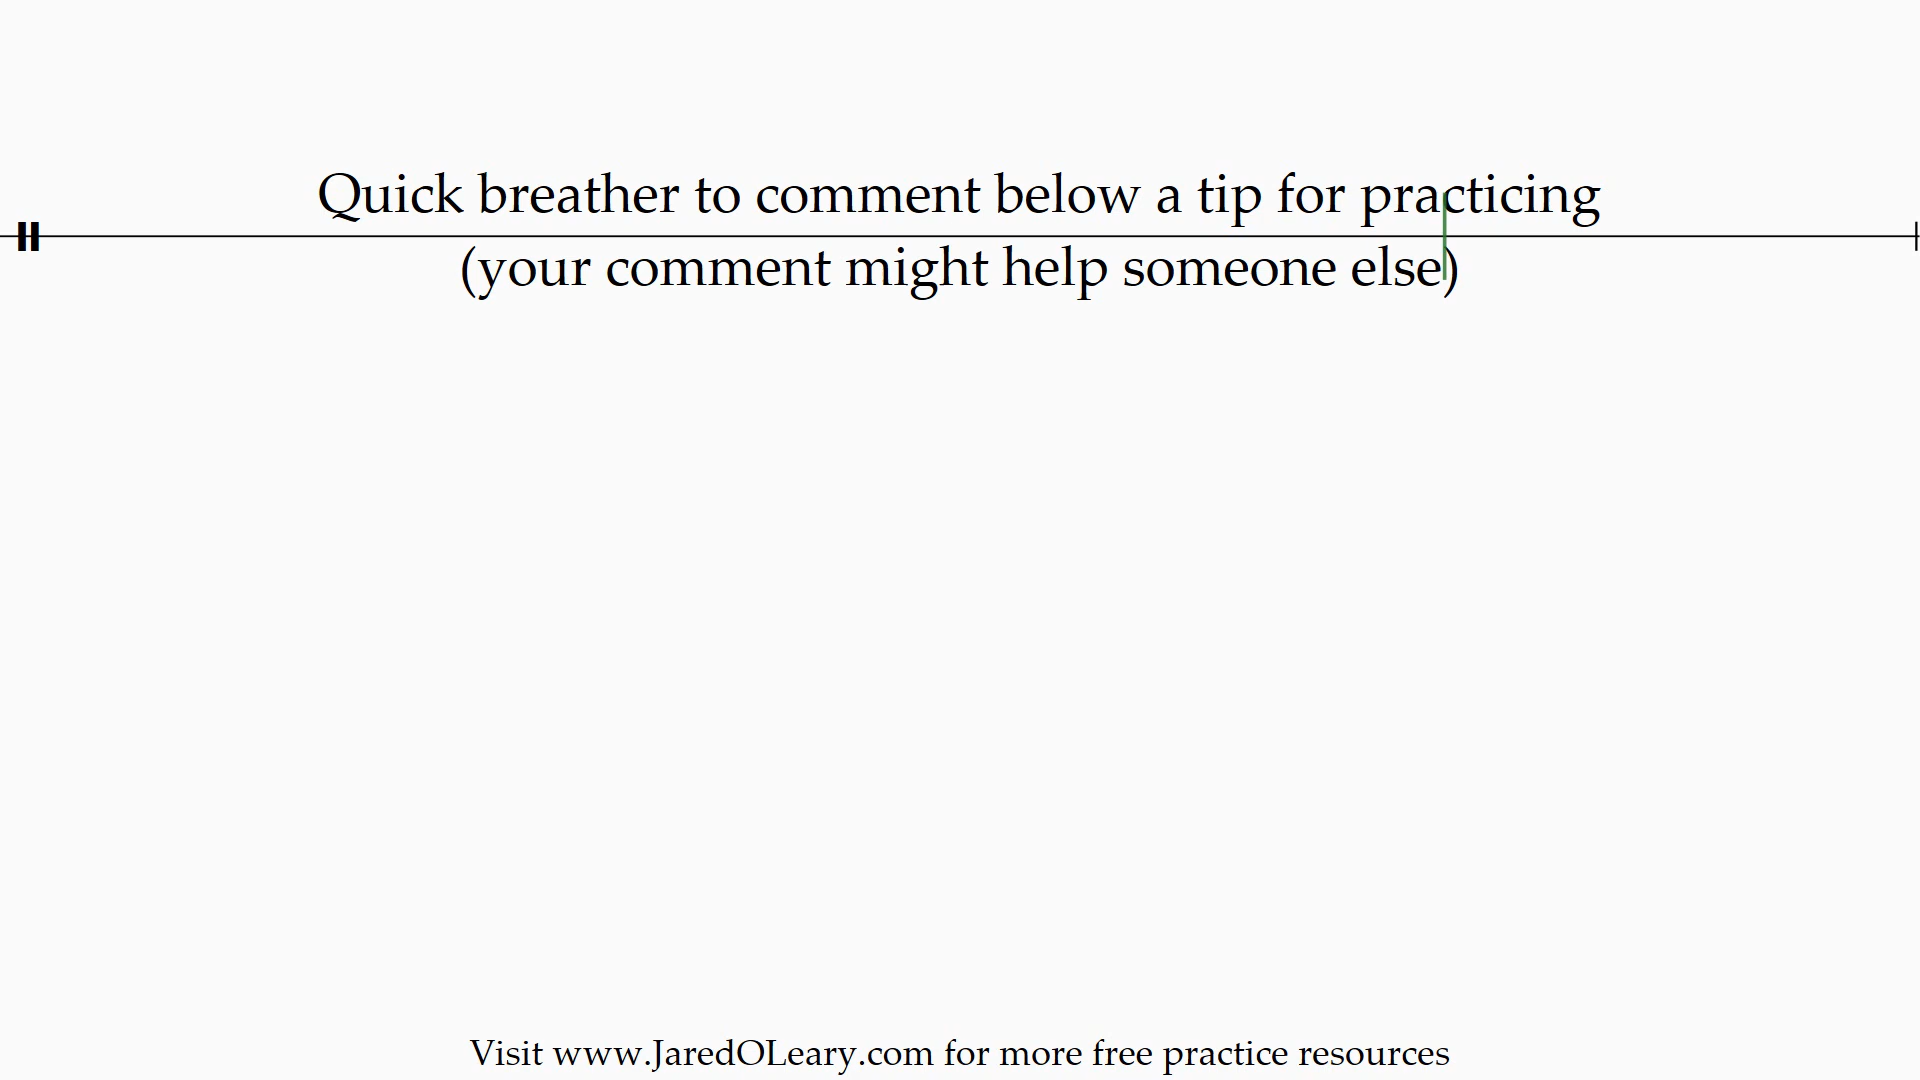 Quick breather to comment below a tip for practicing
(your comment might help someone else)
Visit www.JaredOLeary.com for more free practice resources